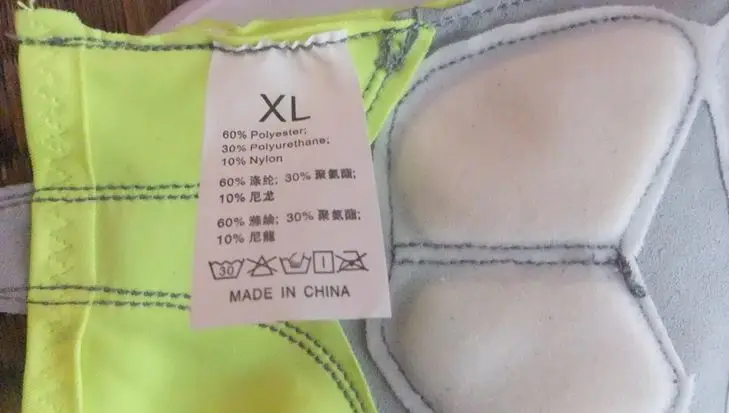 XL
60% Polyester;
30% Polyurethane;
10% Nylon
60% 涤纶; 30% 聚氨酯;
10% 尼龙
60% 滌綸; 30% 聚氨酯;
10% 尼龍
30
MADE IN CHINA